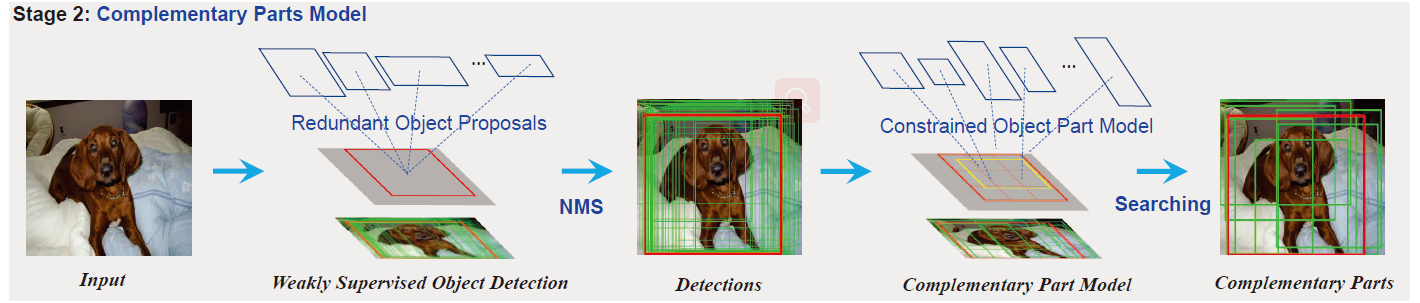 Stage 2: Complementary Parts Model
...
...
Redundant Object Proposals
Constrained Object Part Model
NMS
Searching
Input
Weakly Supervised Object Detection
Detections
Complementary Part Model
Complementary Parts